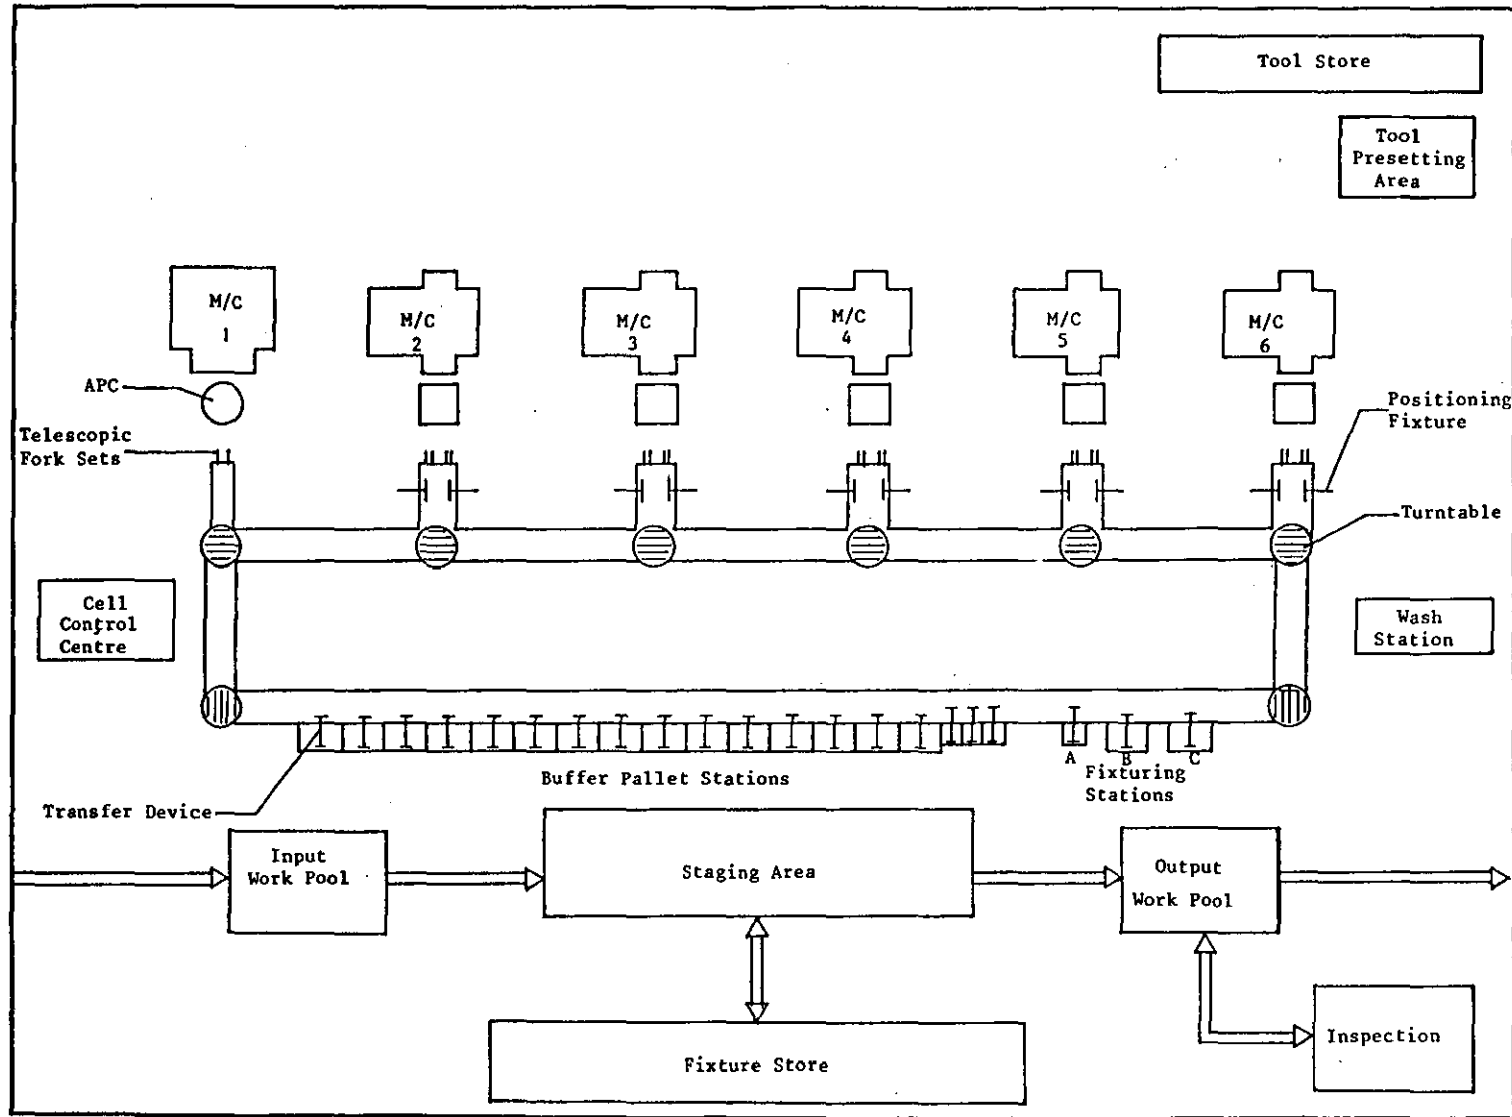 Tool Store
Tool
Presetting
Area
M/C
1
M/C
2
M/C
3
M/C
4
M/C
5
M/C
6
APC
Positioning
Fixture
Telescopic
Fork Sets
Turntable
Cell
Control
Centre
Wash
Station
A
B
C
Buffer Pallet Stations
Fixturing
Stations
Transfer Device
Input
Work Pool
Staging Area
Output
Work Pool
Inspection
Fixture Store